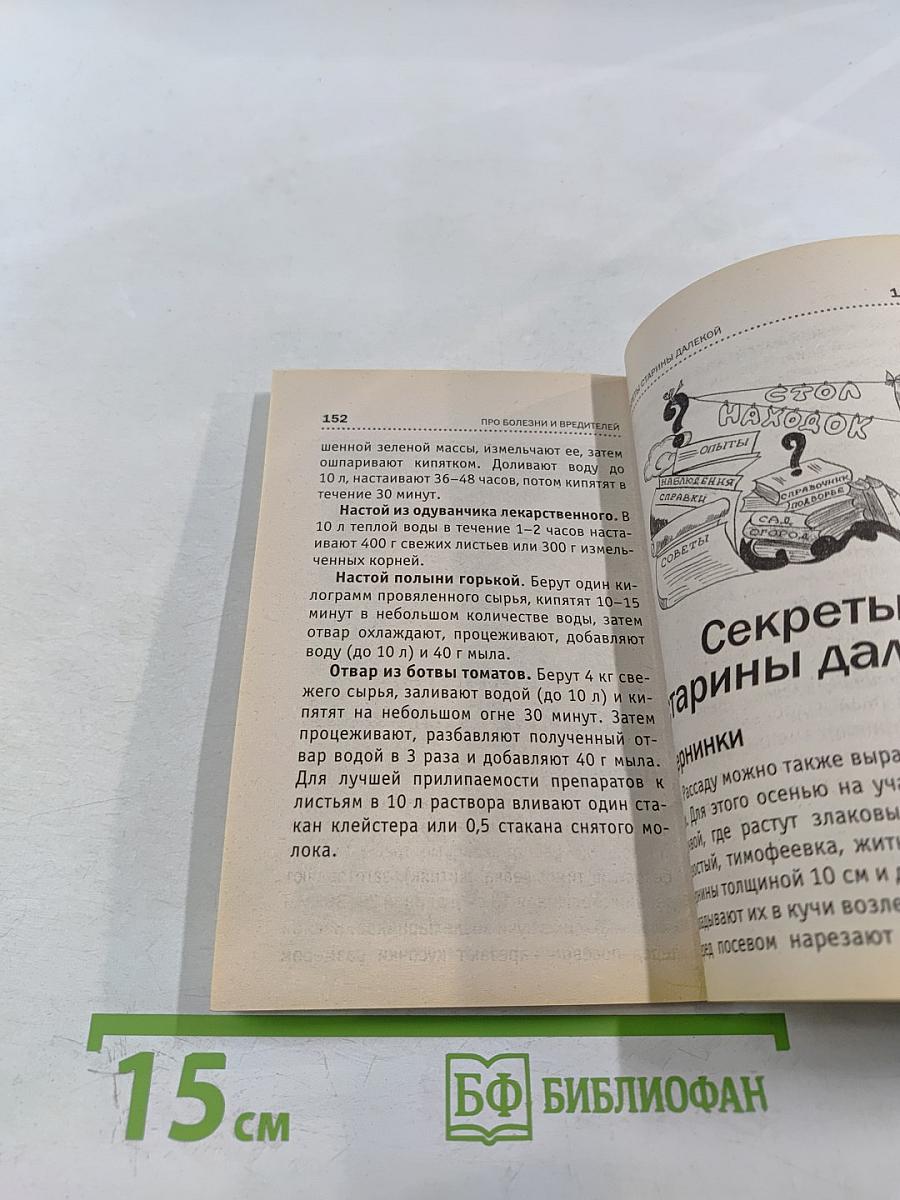 152
ПРО БОЛЕЗНИ И ВРЕДИТЕЛЕЙ
шенной зеленой массы, измельчают ее, затем
ошпаривают кипятком. Доливают воду до
10 л, настаивают 36–48 часов, потом кипятят в
течение 30 минут.
Настой из одуванчика лекарственного. В
10 л теплой воды в течение 1–2 часов наста-
ивают 400 г свежих листьев или 300 г измель-
ченных корней.
Настой полыни горькой. Берут один ки-
лограмм провяленного сырья, кипятят 10–15
минут в небольшом количестве воды, затем
отвар охлаждают, процеживают, добавляют
воду (до 10 л) и 40 г мыла.
Отвар из ботвы томатов. Берут 4 кг све-
жего сырья, заливают водой (до 10 л) и ки-
пятят на небольшом огне 30 минут. Затем
процеживают, разбавляют полученный от-
вар водой в 3 раза и добавляют 40 г мыла.
Для лучшей прилипаемости препаратов к
листьям в 10 л раствора вливают один ста-
кан клейстера или 0,5 стакана снятого мо-
лока.
СТАРИНЫ ДАЛЕКОЙ
СТОЛ
НАХОДОК
ОПЫТЫ
НАБЛЮДЕНИЯ
СПРАВКИ
СОВЕТЫ
СПРАВОЧНИК
ПОДВОРЬЕ
САД
ОГОРОД
Секреты
тарины дал
ернинки
Рассаду можно также выра
. Для этого осенью на уча
вой, где растут злаковы
остый, тимофеевка, жит
нины толщиной 10 см и д
адывают их в кучи возле
ред посевом нарезают
15 см
БФ БИБЛИОФАН